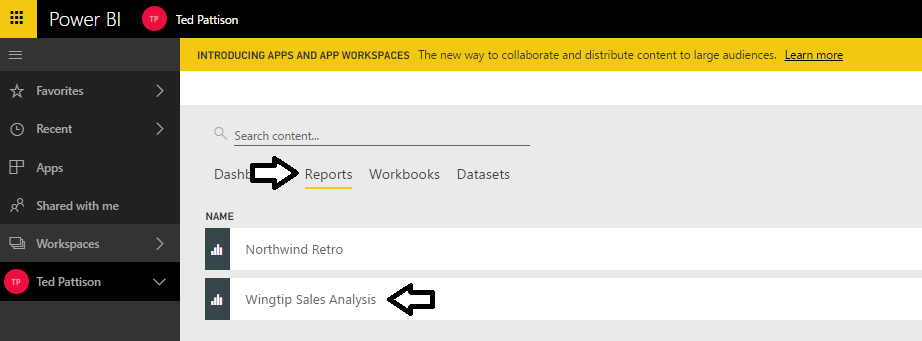 Power BI TP Ted Pattison
INTRODUCING APPS AND APP WORKSPACES The new way to collaborate and distribute content to large audiences. Learn more
Favorites
Recent
Apps
Shared with me
Workspaces
TP Ted Pattison
Search content...
Dashb Reports Workbooks Datasets
NAME
Northwind Retro
Wingtip Sales Analysis